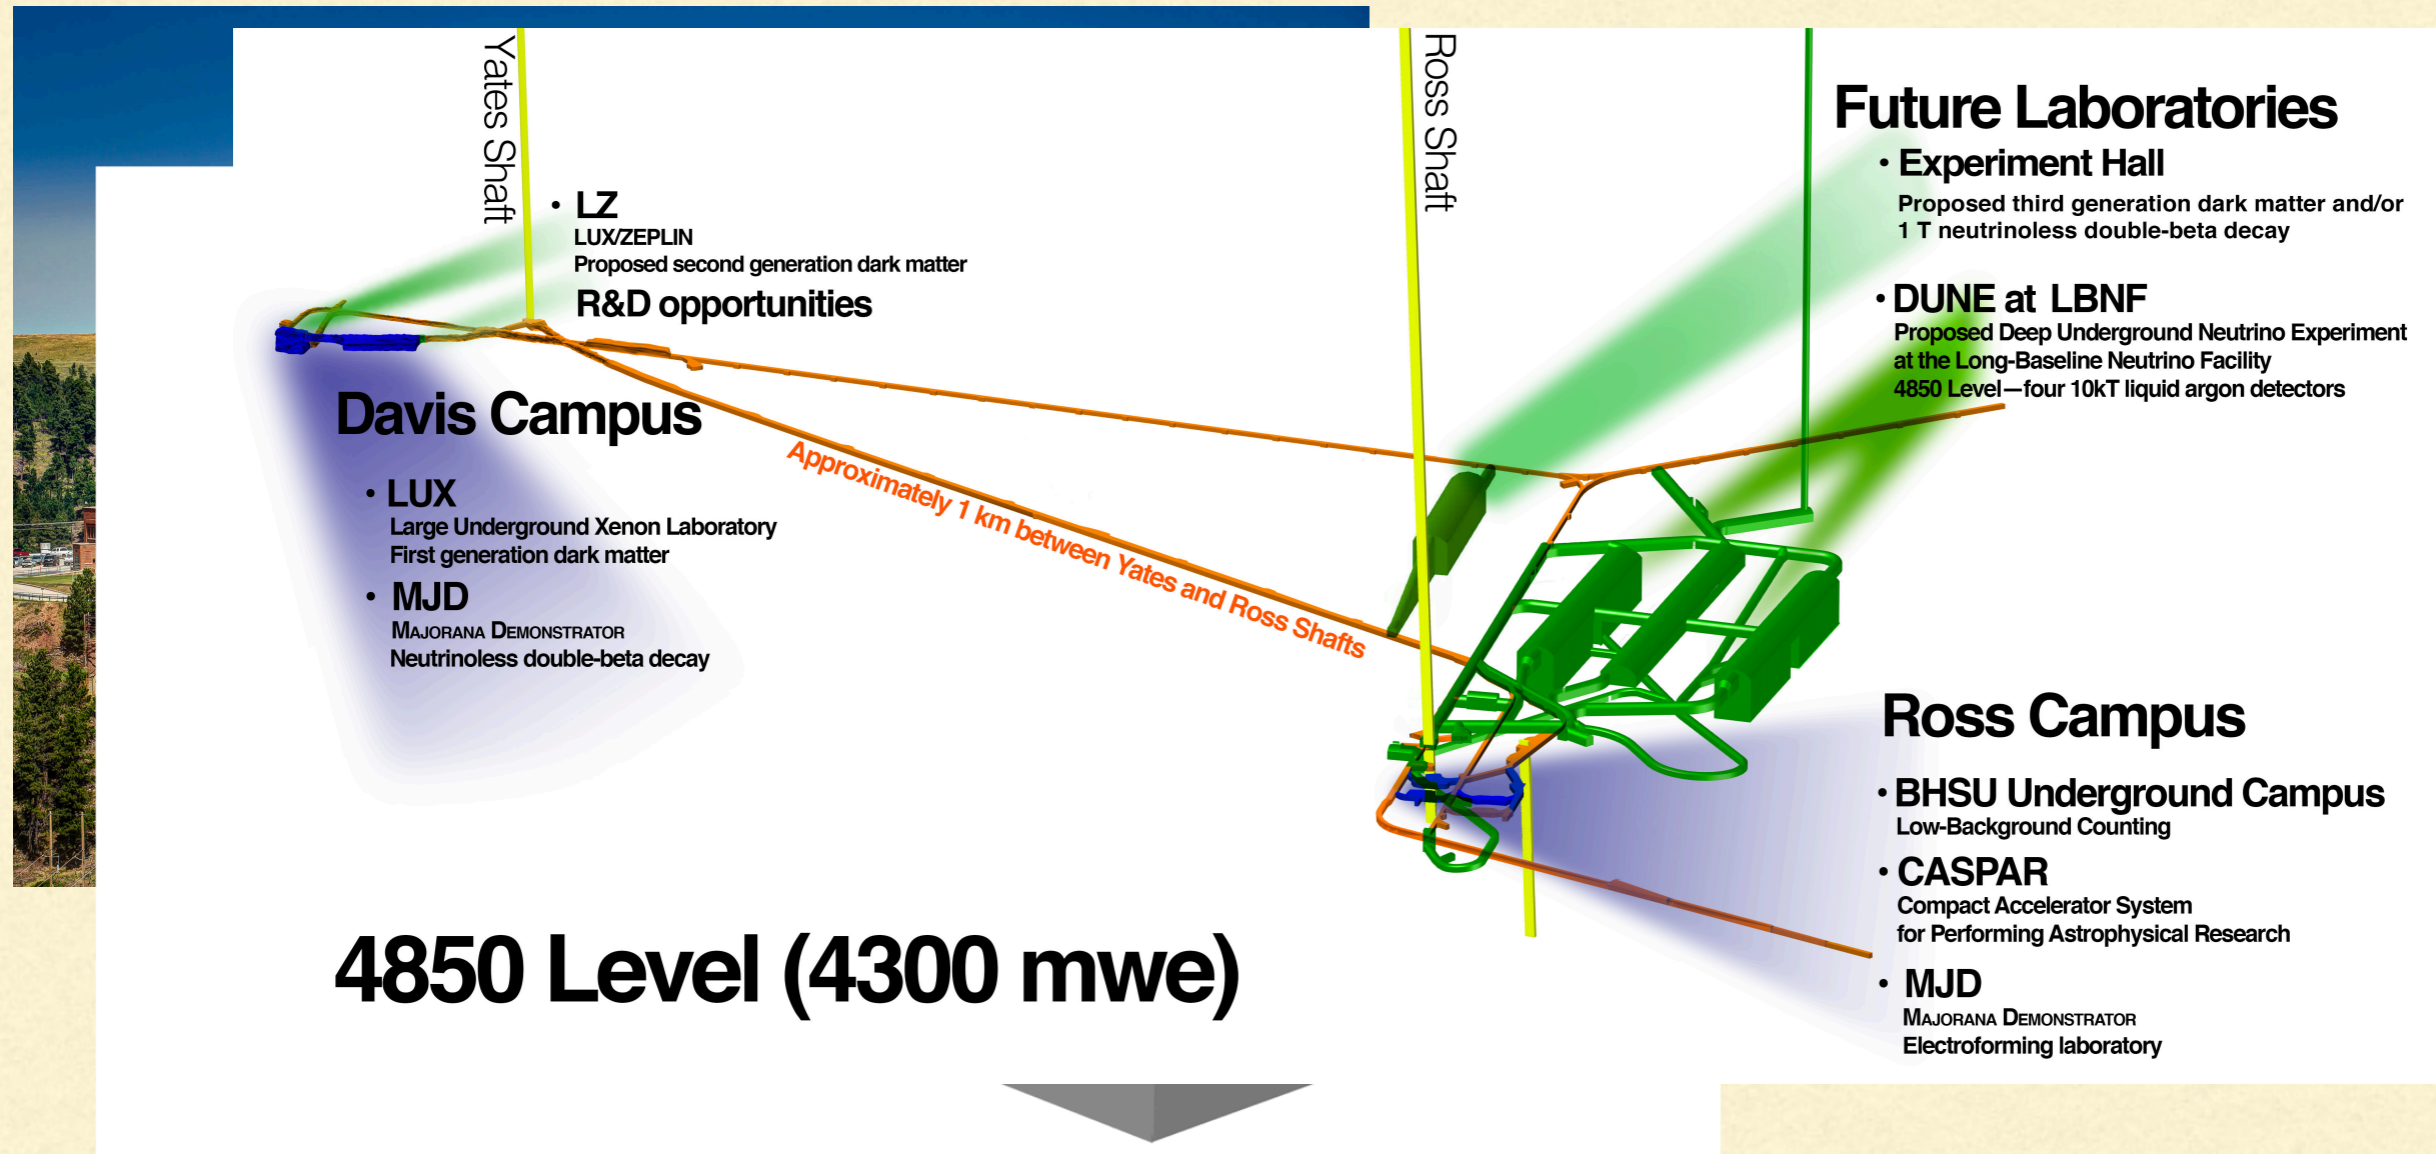 Yates Shaft
Ross Shaft
• LZ
LUX/ZEPLIN
Proposed second generation dark matter
R&D opportunities
Davis Campus
• LUX
Large Underground Xenon Laboratory
First generation dark matter
• MJD
MAJORANA DEMONSTRATOR
Neutrinoless double-beta decay
Approximately 1 km between Yates and Ross Shafts
Future Laboratories
• Experiment Hall
Proposed third generation dark matter and/or
1 T neutrinoless double-beta decay
• DUNE at LBNF
Proposed Deep Underground Neutrino Experiment
at the Long-Baseline Neutrino Facility
4850 Level—four 10kT liquid argon detectors
Ross Campus
• BHSU Underground Campus
Low-Background Counting
• CASPAR
Compact Accelerator System
for Performing Astrophysical Research
• MJD
MAJORANA DEMONSTRATOR
Electroforming laboratory
4850 Level (4300 mwe)